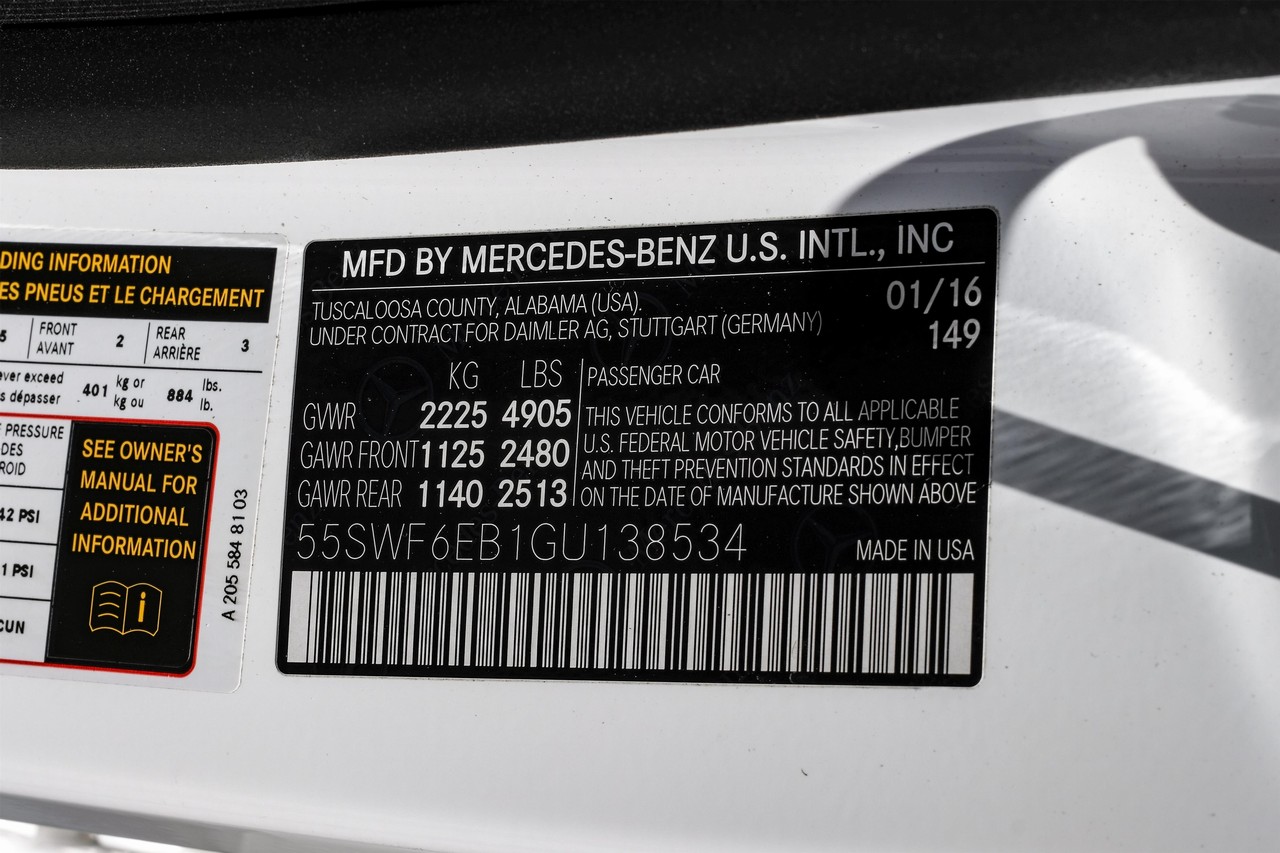 DING INFORMATION
ES PNEUS ET LE CHARGEMENT
5 FRONT AVANT 2 REAR ARRIÈRE 3
ever exceed
s dépasser 401 kg or kg ou 884 lbs. lb.
PRESSURE
DES
ROID
42 PSI
1 PSI
CUN
SEE OWNER'S
MANUAL FOR
ADDITIONAL
INFORMATION
i
A 205 584 81 03
MFD BY MERCEDES-BENZ U.S. INTL., INC
TUSCALOOSA COUNTY, ALABAMA (USA). 01/16
UNDER CONTRACT FOR DAIMLER AG, STUTTGART (GERMANY) 149
KG LBS
GVWR 2225 4905
GAWR FRONT 1125 2480
GAWR REAR 1140 2513
PASSENGER CAR
THIS VEHICLE CONFORMS TO ALL APPLICABLE
U.S. FEDERAL MOTOR VEHICLE SAFETY,BUMPER
AND THEFT PREVENTION STANDARDS IN EFFECT
ON THE DATE OF MANUFACTURE SHOWN ABOVE
55SWF6EB1GU138534
MADE IN USA